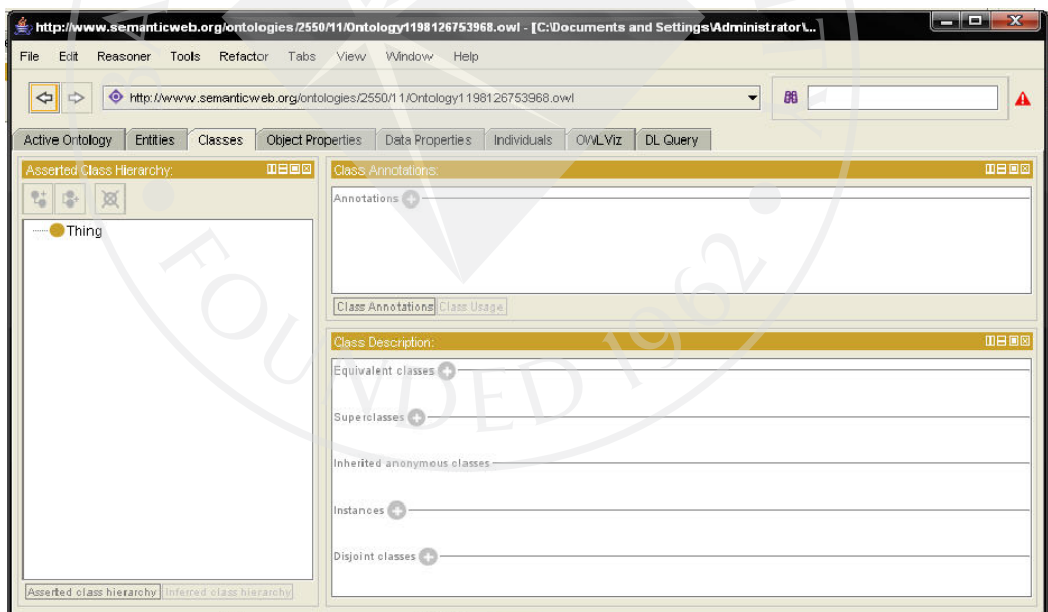 http://www.semanticweb.org/ontologies/2550/11/Ontology1198126753968.owl - [C:\Documents and Settings\Administrator\...
File Edit Reasoner Tools Refactor Tabs View Window Help
http://www.semanticweb.org/ontologies/2550/11/Ontology1198126753968.owl
Active Ontology Entities Classes Object Properties Data Properties Individuals OWLViz DL Query
Asserted Class Hierarchy: Class Annotations:
Annotations
Thing
Class Annotations Class Usage
Class Description:
Equivalent classes
Superclasses
Inherited anonymous classes
Instances
Disjoint classes
Asserted class hierarchy Inferred class hierarchy
FOUNDED 1962